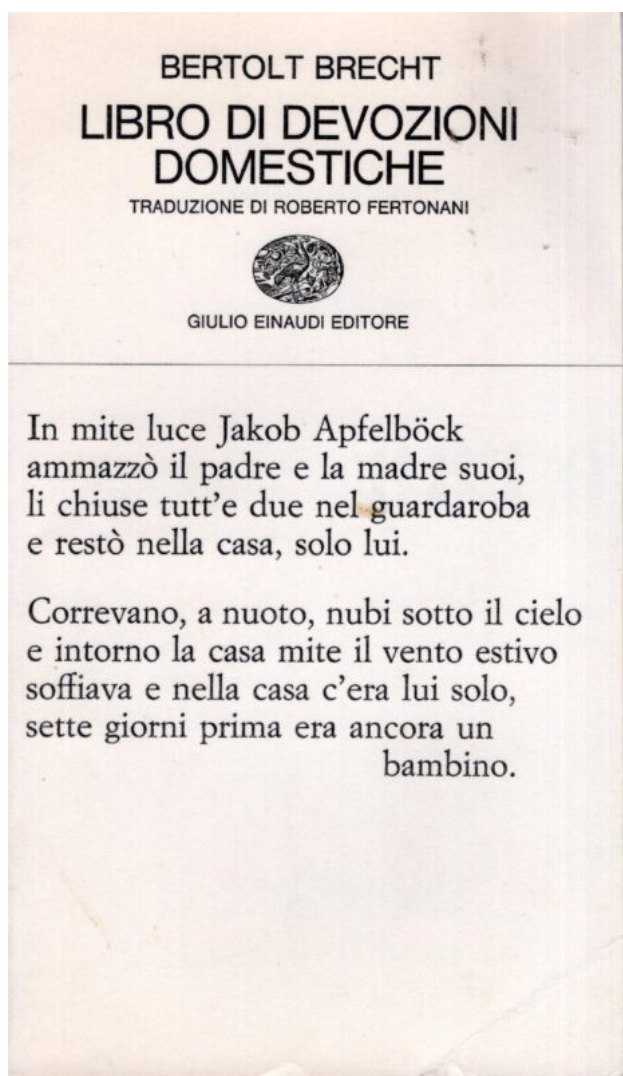 BERTOLT BRECHT
LIBRO DI DEVOZIONI
DOMESTICHE
TRADUZIONE DI ROBERTO FERTONANI
GIULIO EINAUDI EDITORE
In mite luce Jakob Apfelböck
ammazzò il padre e la madre suoi,
li chiuse tutt'e due nel guardaroba
e restò nella casa, solo lui.
Correvano, a nuoto, nubi sotto il cielo
e intorno la casa mite il vento estivo
soffiava e nella casa c'era lui solo,
sette giorni prima era ancora un
bambino.